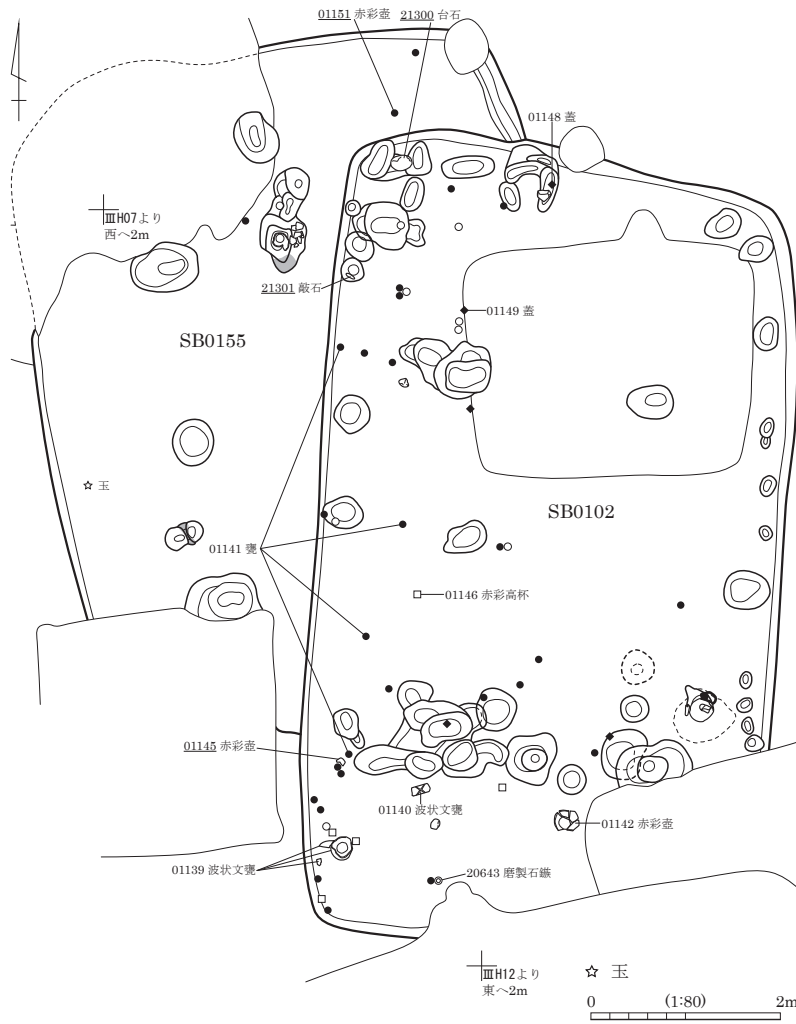 01151 赤彩壺
21300 台石
01148 蓋
ⅢH07より
西へ2m
21301 敲石
01149 蓋
SB0155
玉
SB0102
01141 甕
01146 赤彩高杯
01145 赤彩壺
01140 波状文甕
01142 赤彩壺
01139 波状文甕
20643 磨製石鏃
ⅢH12より
東へ2m
☆ 玉
0 (1:80) 2m